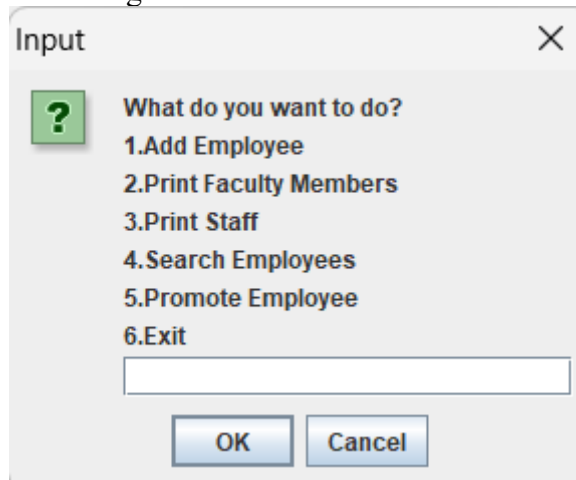 Input
?
What do you want to do?
1.Add Employee
2.Print Faculty Members
3.Print Staff
4.Search Employees
5.Promote Employee
6.Exit
OK
Cancel